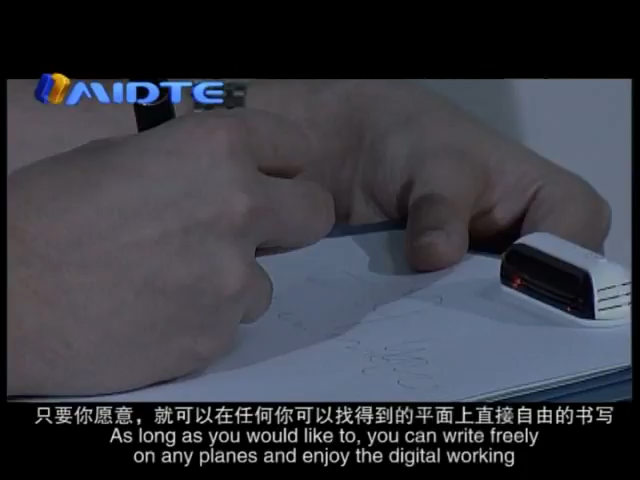 MIDTE
只要你愿意，就可以在任何你可以找得到的平面上直接自由的书写
As long as you would like to, you can write freely
on any planes and enjoy the digital working